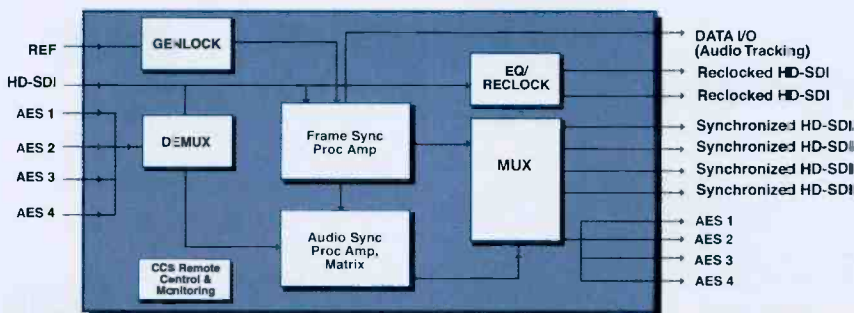 REF
HD-SDI
AES 1
AES 2
AES 3
AES 4
GENLOCK
DEMUX
Frame Sync
Proc Amp
Audio Sync
Proc Amp,
Matrix
CCS Remote
Control &
Monitoring
EQ/
RECLOCK
MUX
DATA I/O
(Audio Tracking)
Reclocked HD-SDI
Reclocked HD-SDI
Synchronized HD-SDI
Synchronized HD-SDI
Synchronized HD-SDI
Synchronized HD-SDI
AES 1
AES 2
AES 3
AES 4